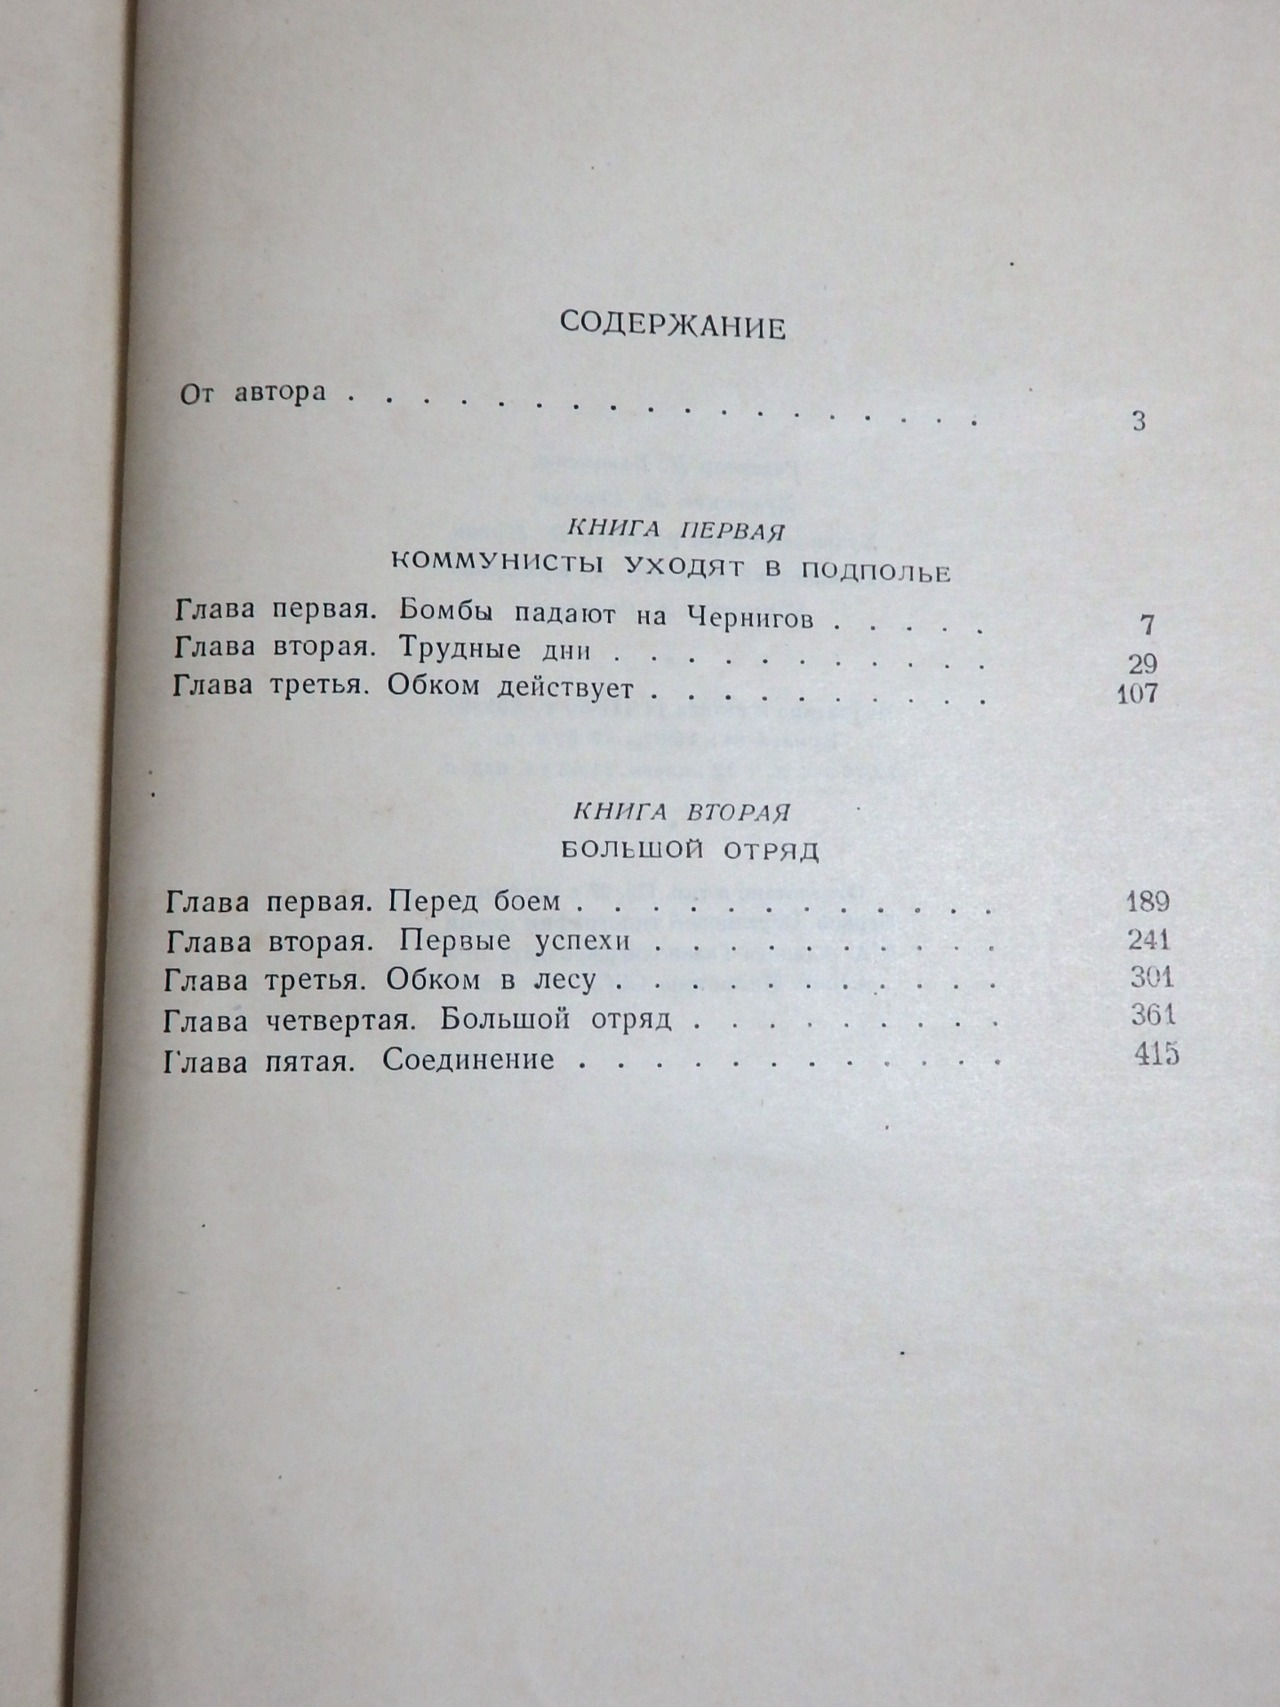 СОДЕРЖАНИЕ
От автора . . . . . . . . . . . . . . . . . . 3
КНИГА ПЕРВАЯ
КОММУНИСТЫ УХОДЯТ В ПОДПОЛЬЕ
Глава первая. Бомбы падают на Чернигов . . . . . 7
Глава вторая. Трудные дни . . . . . . . . . . . 29
Глава третья. Обком действует . . . . . . . . . . 107
КНИГА ВТОРАЯ
БОЛЬШОЙ ОТРЯД
Глава первая. Перед боем . . . . . . . . . . . . 189
Глава вторая. Первые успехи . . . . . . . . . . 241
Глава третья. Обком в лесу . . . . . . . . . . . 301
Глава четвертая. Большой отряд . . . . . . . . . 361
Глава пятая. Соединение . . . . . . . . . . . . 415